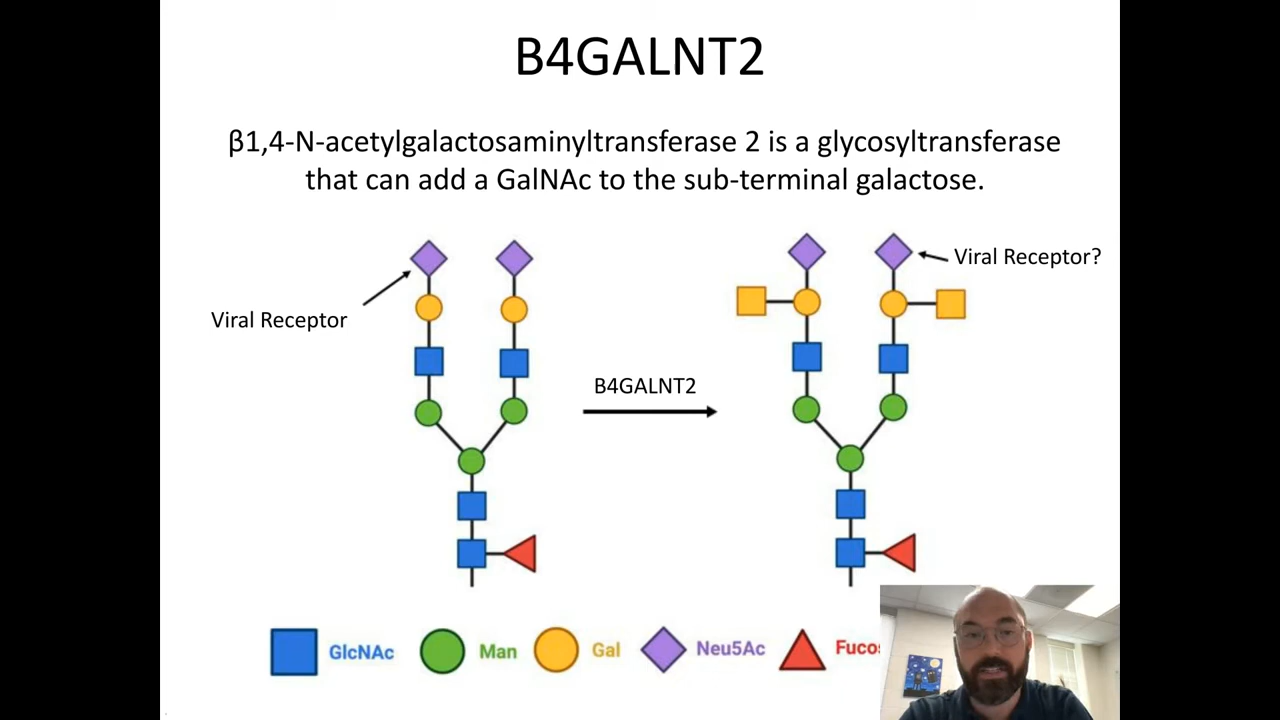 B4GALNT2
β1,4-N-acetylgalactosaminyltransferase 2 is a glycosyltransferase
that can add a GalNAc to the sub-terminal galactose.
Viral Receptor?
Viral Receptor
B4GALNT2
GlcNAc Man Gal Neu5Ac Fucos